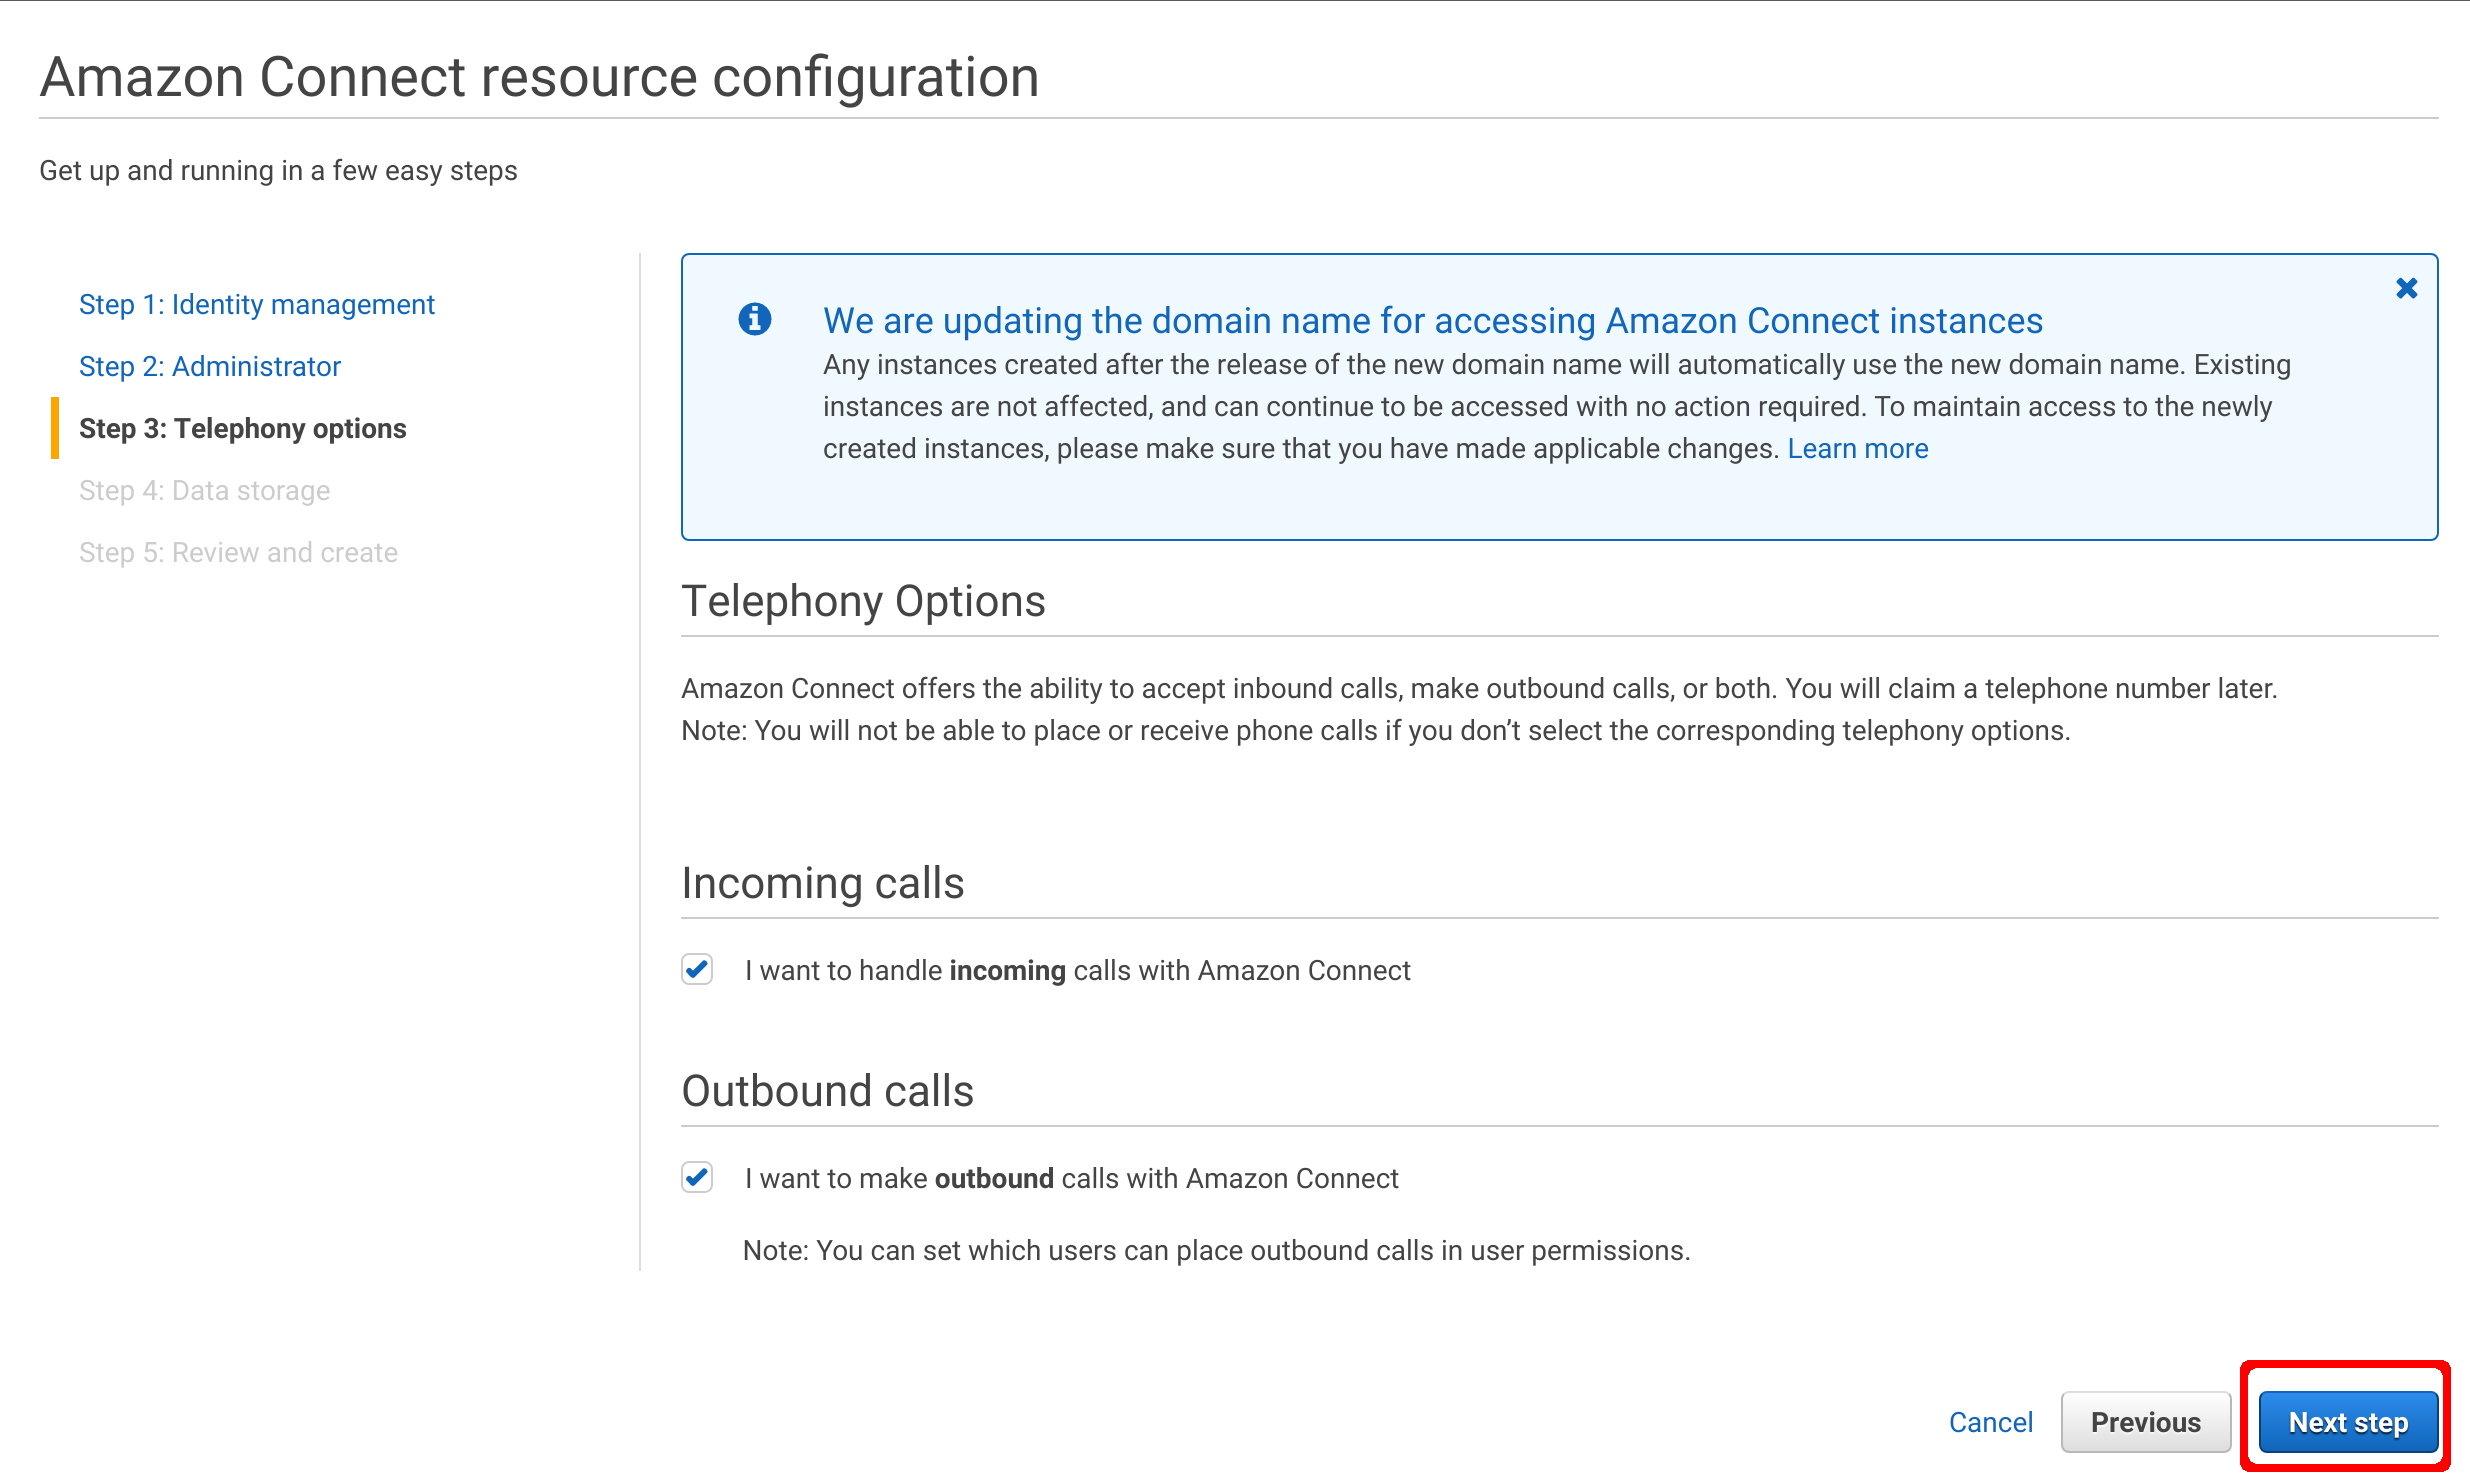 Amazon Connect resource configuration
Get up and running in a few easy steps
Step 1: Identity management
Step 2: Administrator
Step 3: Telephony options
Step 4: Data storage
Step 5: Review and create
We are updating the domain name for accessing Amazon Connect instances
Any instances created after the release of the new domain name will automatically use the new domain name. Existing
instances are not affected, and can continue to be accessed with no action required. To maintain access to the newly
created instances, please make sure that you have made applicable changes. Learn more
Telephony Options
Amazon Connect offers the ability to accept inbound calls, make outbound calls, or both. You will claim a telephone number later.
Note: You will not be able to place or receive phone calls if you don’t select the corresponding telephony options.
Incoming calls
I want to handle incoming calls with Amazon Connect
Outbound calls
I want to make outbound calls with Amazon Connect
Note: You can set which users can place outbound calls in user permissions.
Cancel
Previous
Next step